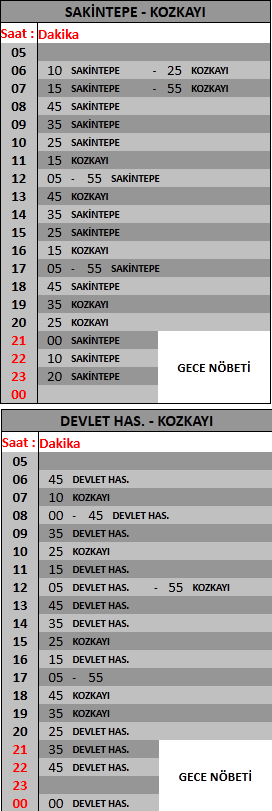 SAKİNTEPE - KOZKAYI
Saat : Dakika
05
06 10 SAKİNTEPE - 25 KOZKAYI
07 15 SAKİNTEPE - 55 KOZKAYI
08 45 SAKİNTEPE
09 35 SAKİNTEPE
10 25 SAKİNTEPE
11 15 KOZKAYI
12 05 - 55 SAKİNTEPE
13 45 KOZKAYI
14 35 SAKİNTEPE
15 25 SAKİNTEPE
16 15 KOZKAYI
17 05 - 55 SAKİNTEPE
18 45 SAKİNTEPE
19 35 KOZKAYI
20 25 KOZKAYI
21 00 SAKİNTEPE
22 10 SAKİNTEPE
GECE NÖBETİ
23 20 SAKİNTEPE
00
DEVLET HAS. - KOZKAYI
Saat : Dakika
05
06 45 DEVLET HAS.
07 10 KOZKAYI
08 00 - 45 DEVLET HAS.
09 35 DEVLET HAS.
10 25 KOZKAYI
11 15 DEVLET HAS.
12 05 DEVLET HAS. - 55 KOZKAYI
13 45 DEVLET HAS.
14 35 DEVLET HAS.
15 25 KOZKAYI
16 15 DEVLET HAS.
17 05 - 55
18 45 KOZKAYI
19 35 KOZKAYI
20 25 DEVLET HAS.
21 35 DEVLET HAS.
22 45 DEVLET HAS.
GECE NÖBETİ
23
00 00 DEVLET HAS.